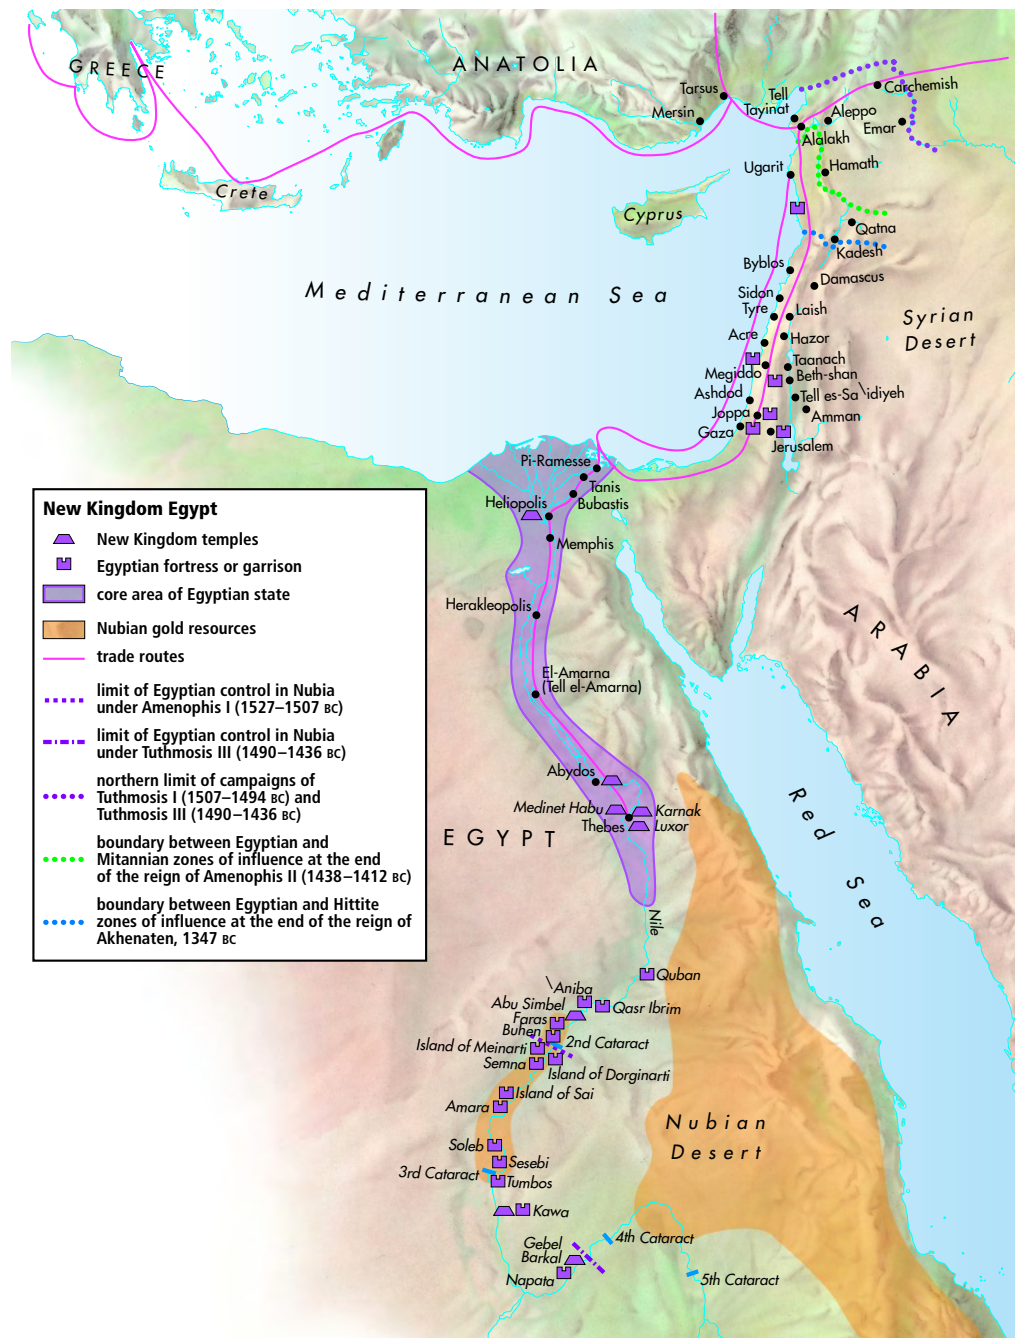 GREECE
ANATOLIA
Tarsus
Mersin
Tell
Tayinat
Carchemish
Aleppo
Emar
Alalakh
Ugarit
Hamath
Crete
Cyprus
Qatna
Kadesh
Byblos
Damascus
Mediterranean Sea
Sidon
Tyre
Laish
Syrian
Desert
Acre
Hazor
Taanach
Megiddo
Beth-shan
Ashdod
Tell es-Sa\idiyeh
Joppa
Amman
Gaza
Jerusalem
Pi-Ramesse
Tanis
Heliopolis
Bubastis
Memphis
Herakleopolis
El-Amarna
(Tell el-Amarna)
ARABIA
Abydos
Medinet Habu
Karnak
Thebes
Luxor
EGYPT
Red Sea
Nile
Quban
\Aniba
Abu Simbel
Qasr Ibrim
Faras
Buhen
2nd Cataract
Island of Meinarti
Semna
Island of Dorginarti
Island of Sai
Amara
Nubian
Desert
Soleb
Sesebi
3rd Cataract
Tumbos
Kawa
Gebel
Barkal
4th Cataract
Napata
5th Cataract
New Kingdom Egypt
New Kingdom temples
Egyptian fortress or garrison
core area of Egyptian state
Nubian gold resources
trade routes
limit of Egyptian control in Nubia
under Amenophis I (1527–1507 BC)
limit of Egyptian control in Nubia
under Tuthmosis III (1490–1436 BC)
northern limit of campaigns of
Tuthmosis I (1507–1494 BC) and
Tuthmosis III (1490–1436 BC)
boundary between Egyptian and
Mitannian zones of influence at the end
of the reign of Amenophis II (1438–1412 BC)
boundary between Egyptian and Hittite
zones of influence at the end of the reign of
Akhenaten, 1347 BC